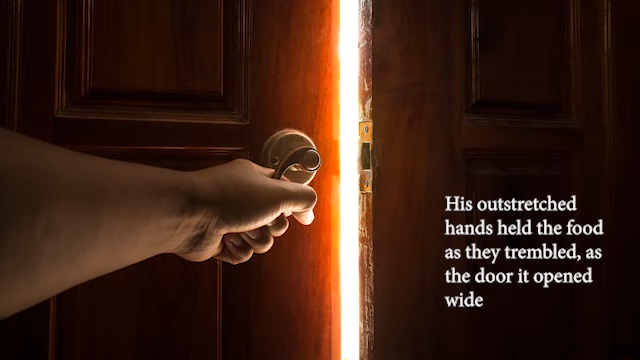 His outstretched
hands held the food
as they trembled, as
the door it opened
wide